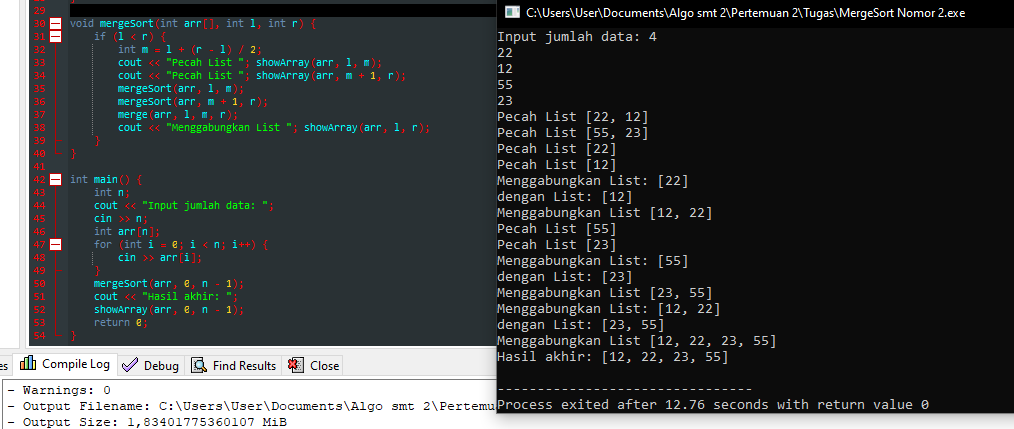 29
30 void mergeSort(int arr[], int l, int r) {
31 if (l < r) {
32 int m = l + (r - l) / 2;
33 cout << "Pecah List "; showArray(arr, l, m);
34 cout << "Pecah List "; showArray(arr, m + 1, r);
35 mergeSort(arr, l, m);
36 mergeSort(arr, m + 1, r);
37 merge(arr, l, m, r);
38 cout << "Menggabungkan List "; showArray(arr, l, r);
39 }
40 }
41
42 int main() {
43 int n;
44 cout << "Input jumlah data: ";
45 cin >> n;
46 int arr[n];
47 for (int i = 0; i < n; i++) {
48 cin >> arr[i];
49 }
50 mergeSort(arr, 0, n - 1);
51 cout << "Hasil akhir: ";
52 showArray(arr, 0, n - 1);
53 return 0;
54 }
es Compile Log Debug Find Results Close
- Warnings: 0
- Output Filename: C:\Users\User\Documents\Algo smt 2\Pertemu
- Output Size: 1,83401775360107 MiB
C:\Users\User\Documents\Algo smt 2\Pertemuan 2\Tugas\MergeSort Nomor 2.exe
Input jumlah data: 4
22
12
55
23
Pecah List [22, 12]
Pecah List [55, 23]
Pecah List [22]
Pecah List [12]
Menggabungkan List: [22]
dengan List: [12]
Menggabungkan List [12, 22]
Pecah List [55]
Pecah List [23]
Menggabungkan List: [55]
dengan List: [23]
Menggabungkan List [23, 55]
Menggabungkan List: [12, 22]
dengan List: [23, 55]
Menggabungkan List [12, 22, 23, 55]
Hasil akhir: [12, 22, 23, 55]
--------------------------------
Process exited after 12.76 seconds with return value 0